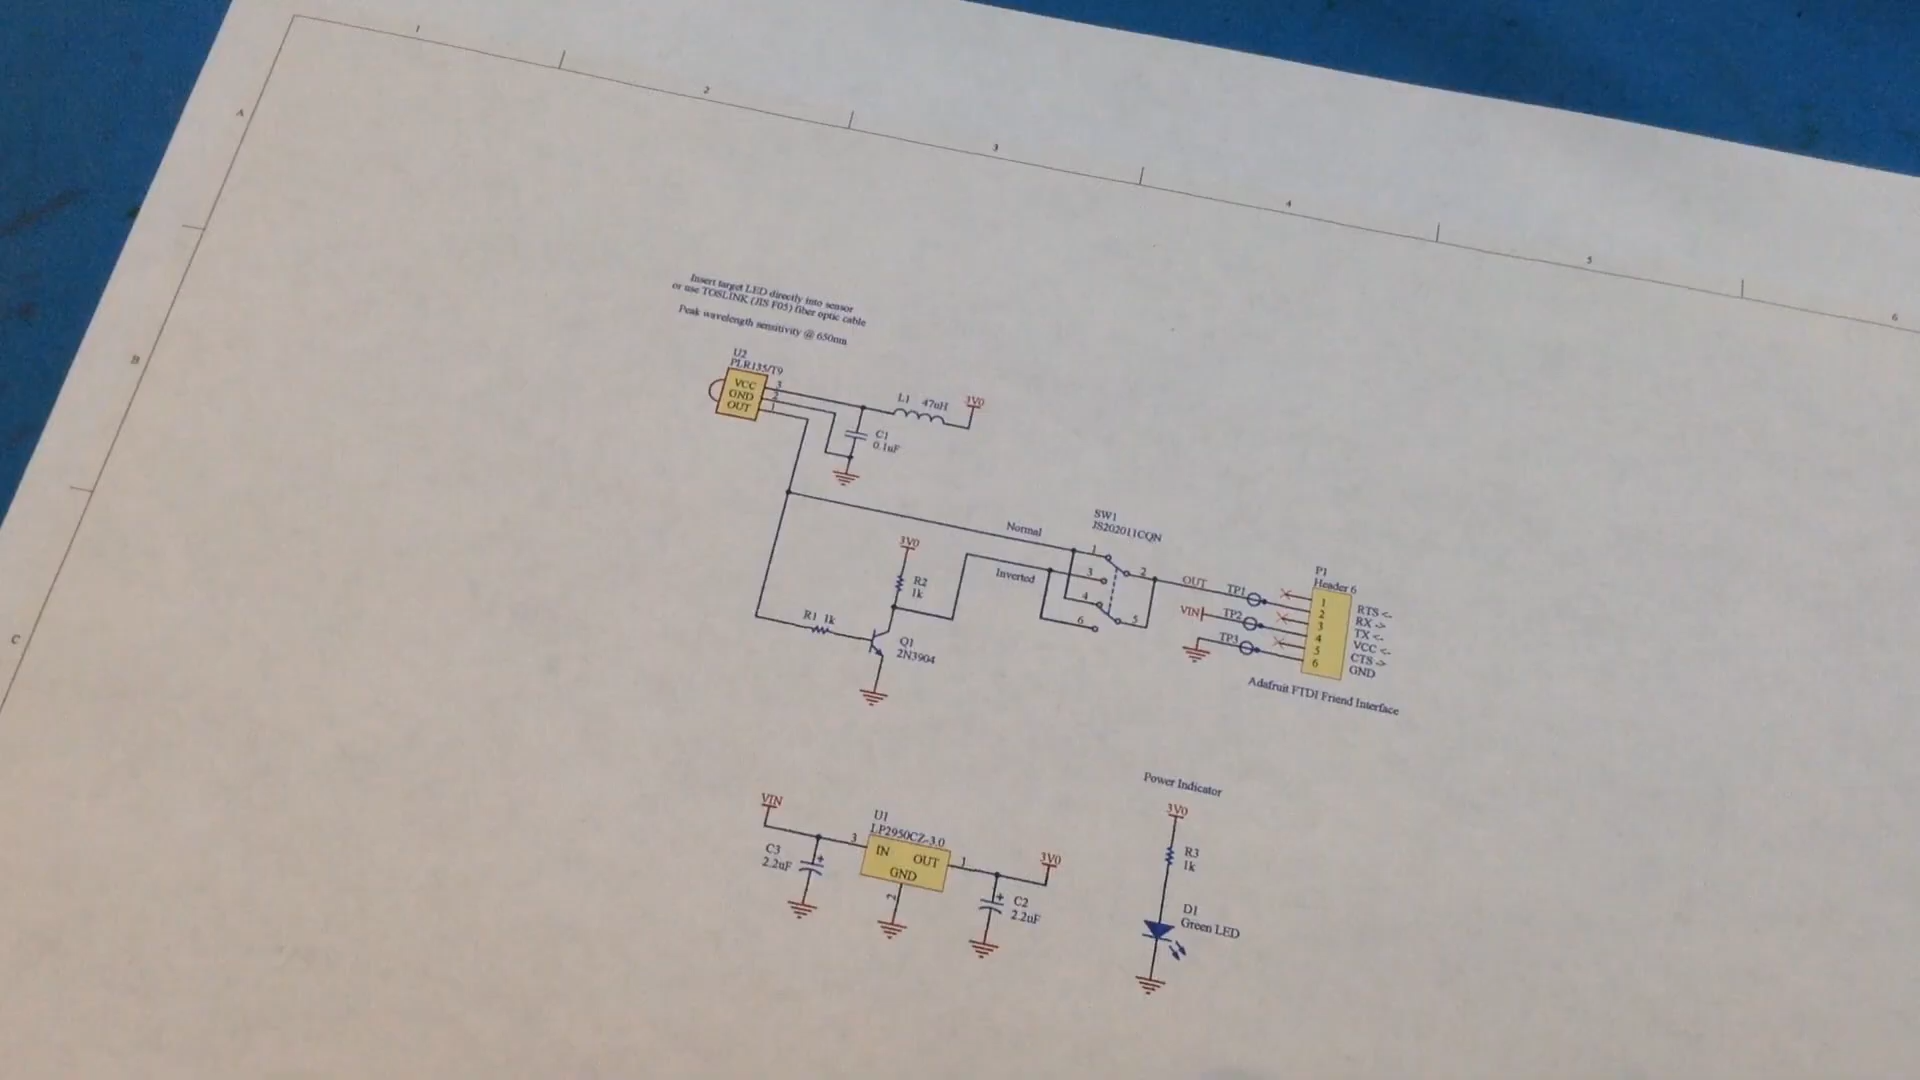 1
2
3
4
5
6
A
B
C
Insert target LED directly into sensor
or use TOSLINK (JIS F05) fiber optic cable
Peak wavelength sensitivity @ 650nm
U2
PLR135/T9
VCC 3
GND 2
OUT 1
L1 47uH
3V0
C1
0.1uF
Normal
SW1
JS202011CQN
1
2
3
4
5
6
Inverted
3V0
R2
1k
R1 1k
Q1
2N3904
OUT
VIN
TP1
TP2
TP3
P1
Header 6
1 RTS <-
2 RX ->
3 TX <-
4 VCC <-
5 CTS ->
6 GND
Adafruit FTDI Friend Interface
VIN
C3
2.2uF
+
U1
LP2950CZ-3.0
3 IN OUT 1
GND
2
3V0
+
C2
2.2uF
Power Indicator
3V0
R3
1k
D1
Green LED